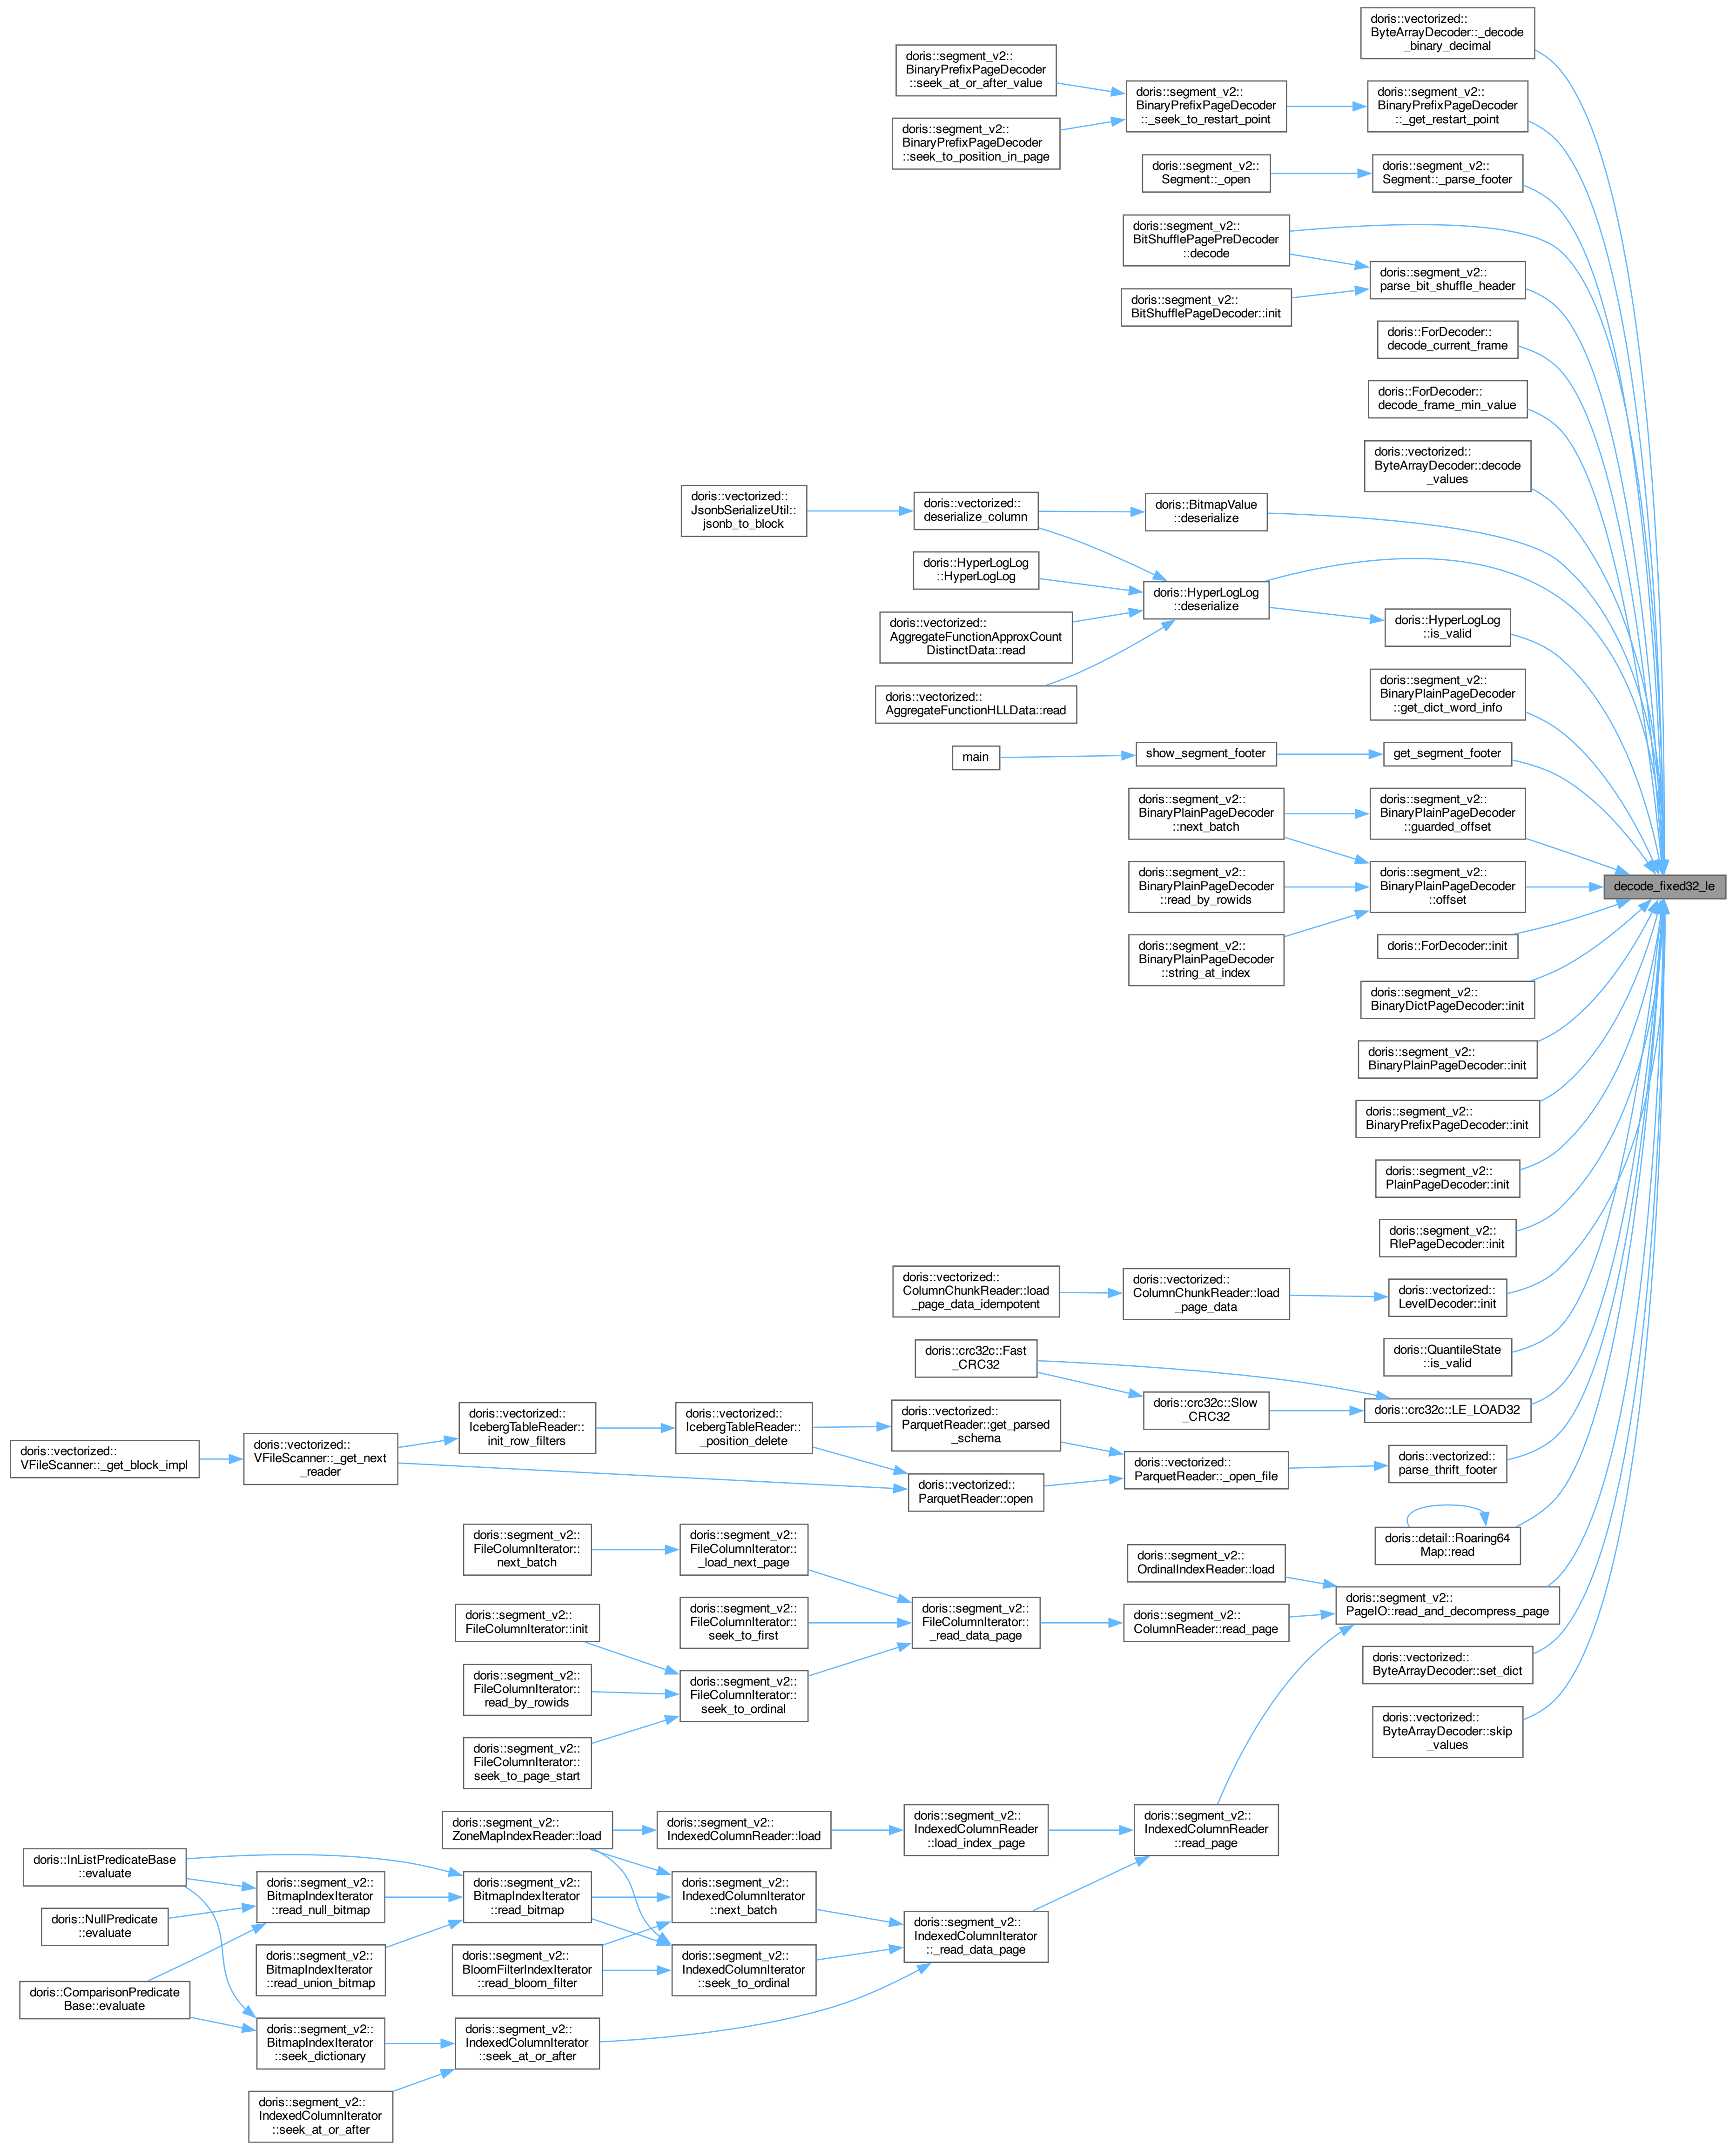 doris::vectorized::
ByteArrayDecoder::_decode
_binary_decimal
doris::segment_v2::
BinaryPrefixPageDecoder
::seek_at_or_after_value
doris::segment_v2::
BinaryPrefixPageDecoder
::_seek_to_restart_point
doris::segment_v2::
BinaryPrefixPageDecoder
::_get_restart_point
doris::segment_v2::
BinaryPrefixPageDecoder
::seek_to_position_in_page
doris::segment_v2::
Segment::_open
doris::segment_v2::
Segment::_parse_footer
doris::segment_v2::
BitShufflePagePreDecoder
::decode
doris::segment_v2::
parse_bit_shuffle_header
doris::segment_v2::
BitShufflePageDecoder::init
doris::ForDecoder::
decode_current_frame
doris::ForDecoder::
decode_frame_min_value
doris::vectorized::
ByteArrayDecoder::decode
_values
doris::vectorized::
JsonbSerializeUtil::
jsonb_to_block
doris::vectorized::
deserialize_column
doris::BitmapValue
::deserialize
doris::HyperLogLog
::HyperLogLog
doris::HyperLogLog
::deserialize
doris::vectorized::
AggregateFunctionApproxCount
DistinctData::read
doris::HyperLogLog
::is_valid
doris::vectorized::
AggregateFunctionHLLData::read
doris::segment_v2::
BinaryPlainPageDecoder
::get_dict_word_info
main
show_segment_footer
get_segment_footer
doris::segment_v2::
BinaryPlainPageDecoder
::next_batch
doris::segment_v2::
BinaryPlainPageDecoder
::guarded_offset
doris::segment_v2::
BinaryPlainPageDecoder
::read_by_rowids
doris::segment_v2::
BinaryPlainPageDecoder
::offset
decode_fixed32_le
doris::segment_v2::
BinaryPlainPageDecoder
::string_at_index
doris::ForDecoder::init
doris::segment_v2::
BinaryDictPageDecoder::init
doris::segment_v2::
BinaryPlainPageDecoder::init
doris::segment_v2::
BinaryPrefixPageDecoder::init
doris::segment_v2::
PlainPageDecoder::init
doris::segment_v2::
RlePageDecoder::init
doris::vectorized::
ColumnChunkReader::load
_page_data_idempotent
doris::vectorized::
ColumnChunkReader::load
_page_data
doris::vectorized::
LevelDecoder::init
doris::QuantileState
::is_valid
doris::crc32c::Fast
_CRC32
doris::crc32c::Slow
_CRC32
doris::crc32c::LE_LOAD32
doris::vectorized::
VFileScanner::_get_block_impl
doris::vectorized::
VFileScanner::_get_next
_reader
doris::vectorized::
IcebergTableReader::
init_row_filters
doris::vectorized::
IcebergTableReader::
_position_delete
doris::vectorized::
ParquetReader::get_parsed
_schema
doris::vectorized::
ParquetReader::open
doris::vectorized::
ParquetReader::_open_file
doris::vectorized::
parse_thrift_footer
doris::detail::Roaring64
Map::read
doris::segment_v2::
FileColumnIterator::
next_batch
doris::segment_v2::
FileColumnIterator::
_load_next_page
doris::segment_v2::
OrdinalIndexReader::load
doris::segment_v2::
PageIO::read_and_decompress_page
doris::segment_v2::
FileColumnIterator::init
doris::segment_v2::
FileColumnIterator::
seek_to_first
doris::segment_v2::
FileColumnIterator::
_read_data_page
doris::segment_v2::
ColumnReader::read_page
doris::segment_v2::
FileColumnIterator::
read_by_rowids
doris::segment_v2::
FileColumnIterator::
seek_to_ordinal
doris::vectorized::
ByteArrayDecoder::set_dict
doris::segment_v2::
FileColumnIterator::
seek_to_page_start
doris::vectorized::
ByteArrayDecoder::skip
_values
doris::segment_v2::
ZoneMapIndexReader::load
doris::segment_v2::
IndexedColumnReader::load
doris::segment_v2::
IndexedColumnReader
::load_index_page
doris::segment_v2::
IndexedColumnReader
::read_page
doris::InListPredicateBase
::evaluate
doris::segment_v2::
BitmapIndexIterator
::read_null_bitmap
doris::segment_v2::
BitmapIndexIterator
::read_bitmap
doris::segment_v2::
IndexedColumnIterator
::next_batch
doris::NullPredicate
::evaluate
doris::segment_v2::
BitmapIndexIterator
::read_union_bitmap
doris::segment_v2::
BloomFilterIndexIterator
::read_bloom_filter
doris::segment_v2::
IndexedColumnIterator
::seek_to_ordinal
doris::segment_v2::
IndexedColumnIterator
::_read_data_page
doris::ComparisonPredicate
Base::evaluate
doris::segment_v2::
BitmapIndexIterator
::seek_dictionary
doris::segment_v2::
IndexedColumnIterator
::seek_at_or_after
doris::segment_v2::
IndexedColumnIterator
::seek_at_or_after